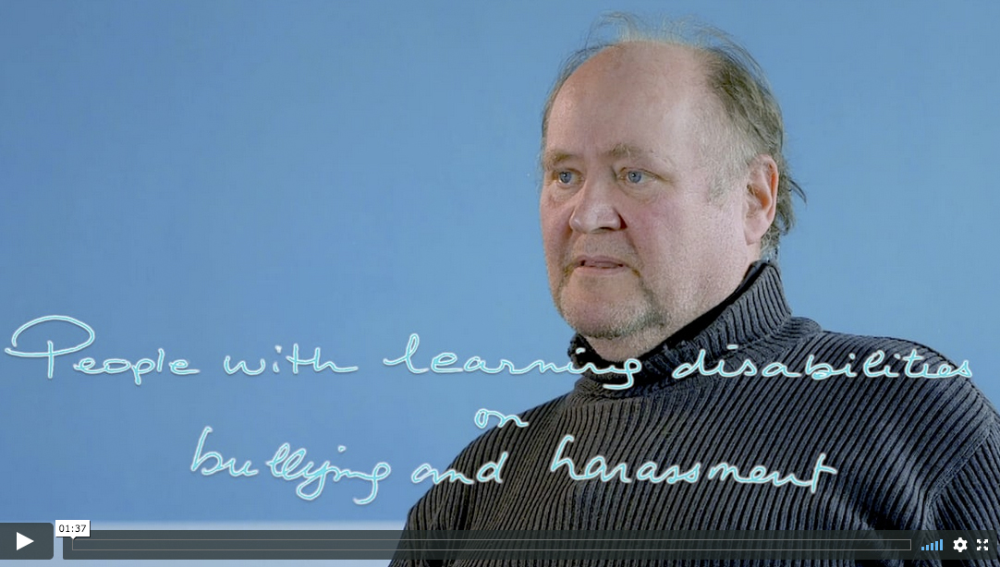 People with learning disabilities
on
bullying and harassment
01:37